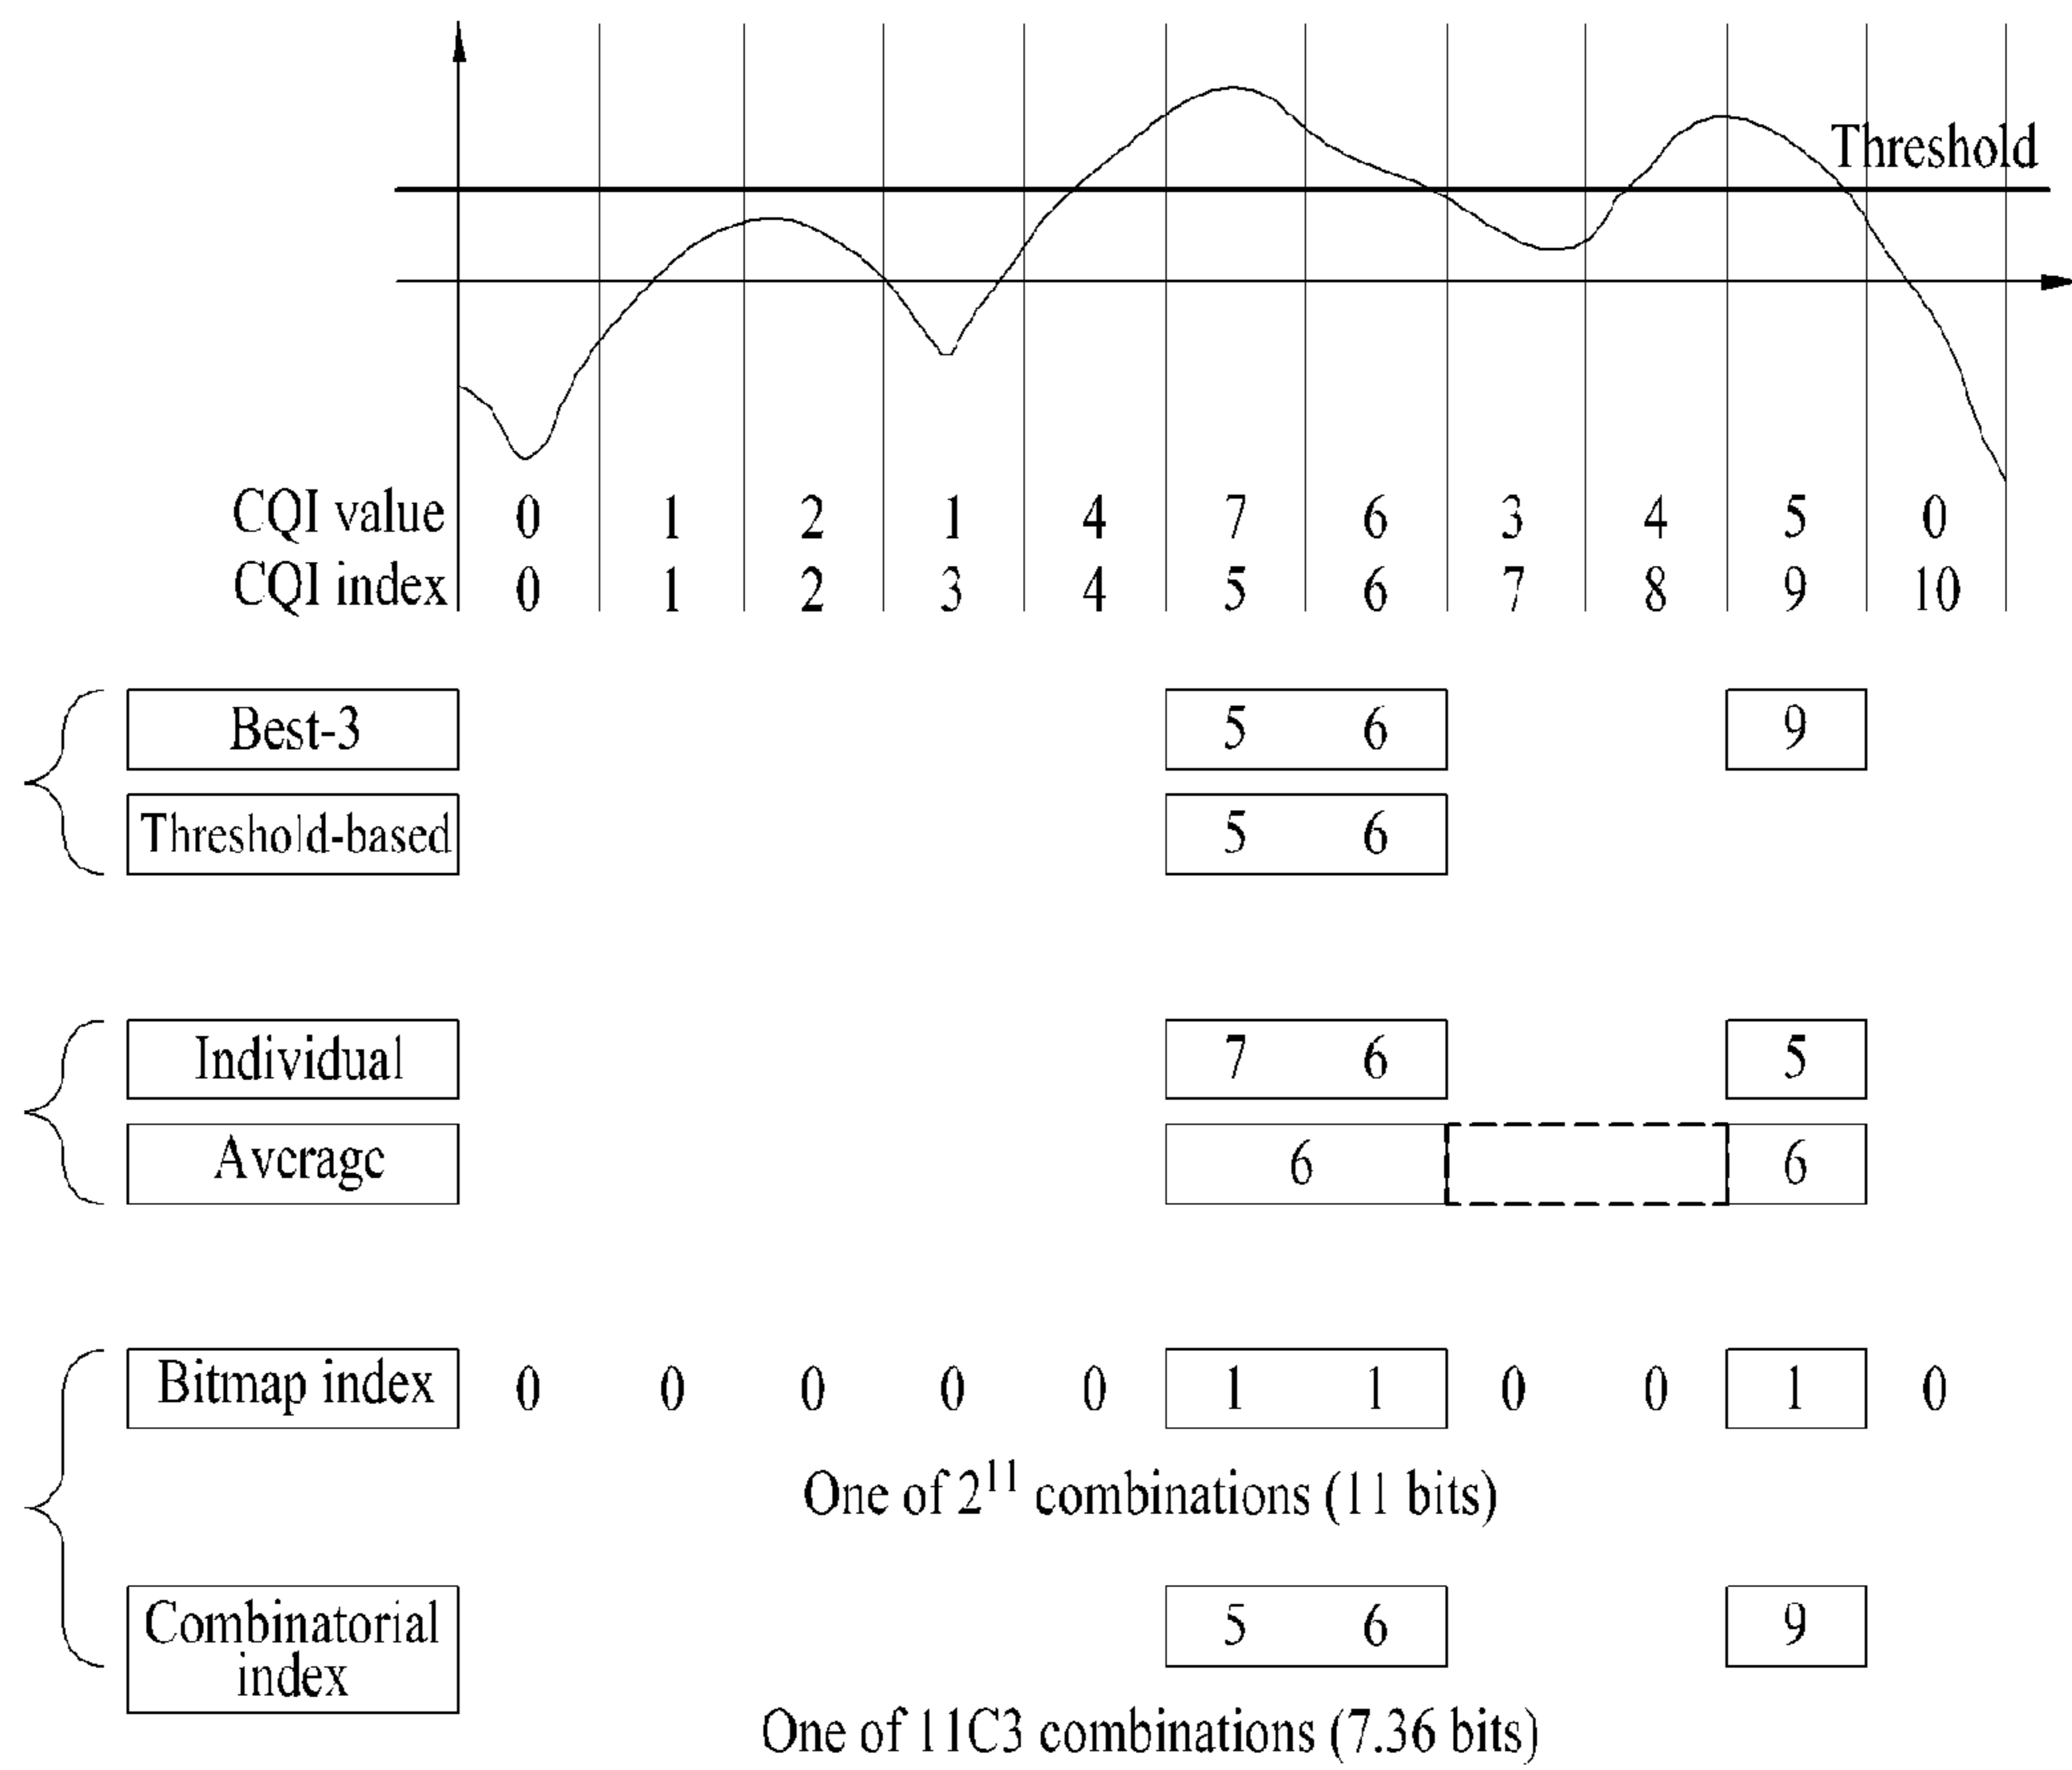 Threshold
CQI value 0 1 2 1 4 7 6 3 4 5 0
CQI index 0 1 2 3 4 5 6 7 8 9 10
Best-3 5 6 9
Threshold-based 5 6
Individual 7 6 5
Average 6 6
Bitmap index 0 0 0 0 0 1 1 0 0 1 0
One of 2¹¹ combinations (11 bits)
Combinatorial
index
5 6 9
One of 11C3 combinations (7.36 bits)